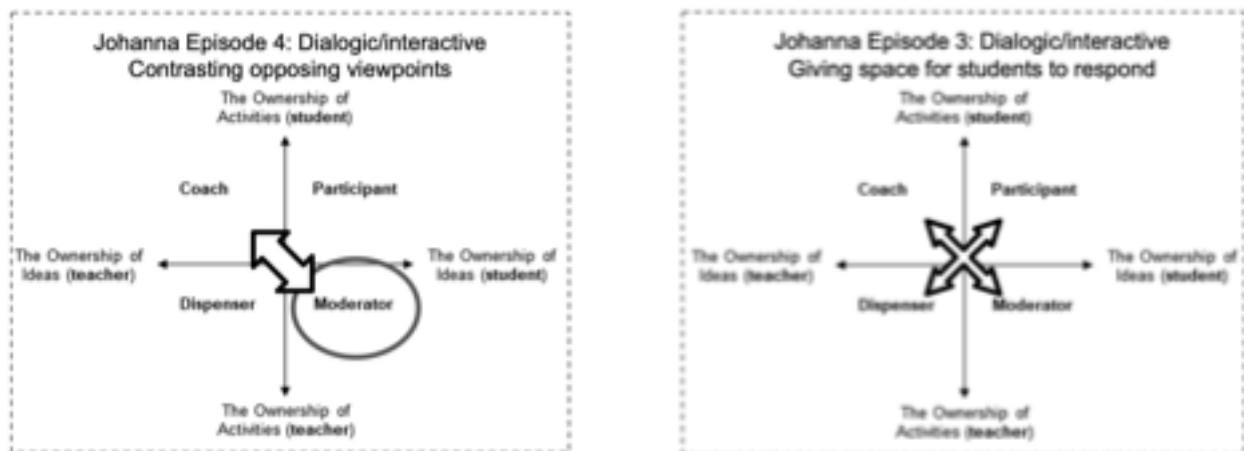 Johanna Episode 4: Dialogic/interactive
Contrasting opposing viewpoints
The Ownership of
Activities (student)
Coach
Participant
The Ownership of
Ideas (teacher)
The Ownership of
Ideas (student)
Dispenser
Moderator
The Ownership of
Activities (teacher)
Johanna Episode 3: Dialogic/interactive
Giving space for students to respond
The Ownership of
Activities (student)
Coach
Participant
The Ownership of
Ideas (teacher)
The Ownership of
Ideas (student)
Dispenser
Moderator
The Ownership of
Activities (teacher)